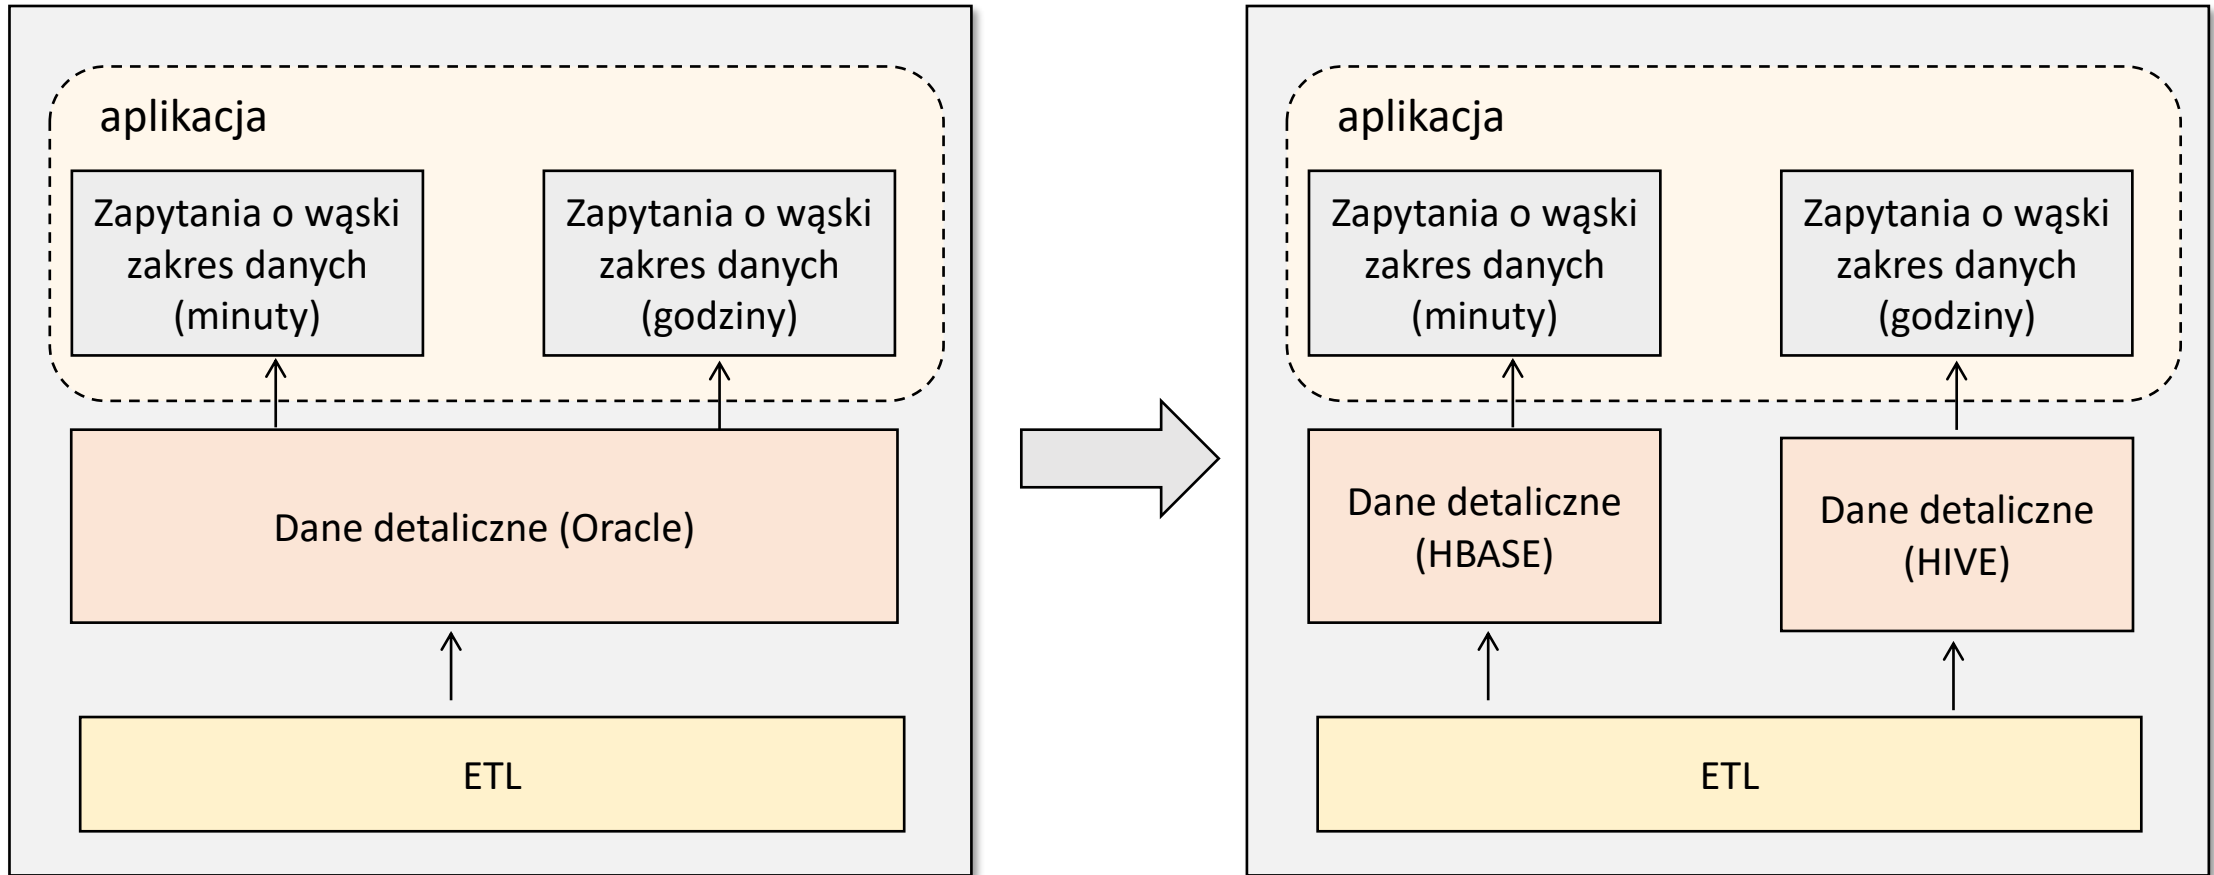 aplikacja
Zapytania o wąski
zakres danych
(minuty)
Zapytania o wąski
zakres danych
(godziny)
Dane detaliczne (Oracle)
ETL
aplikacja
Zapytania o wąski
zakres danych
(minuty)
Zapytania o wąski
zakres danych
(godziny)
Dane detaliczne
(HBASE)
Dane detaliczne
(HIVE)
ETL